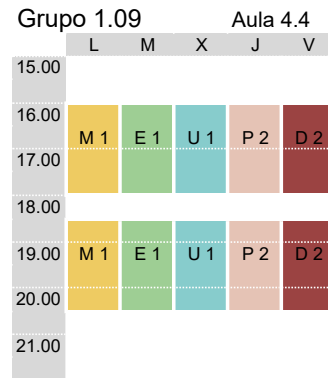 Grupo 1.09 Aula 4.4
L M X J V
15.00
16.00
M 1 E 1 U 1 P 2 D 2
17.00
18.00
19.00 M 1 E 1 U 1 P 2 D 2
20.00
21.00